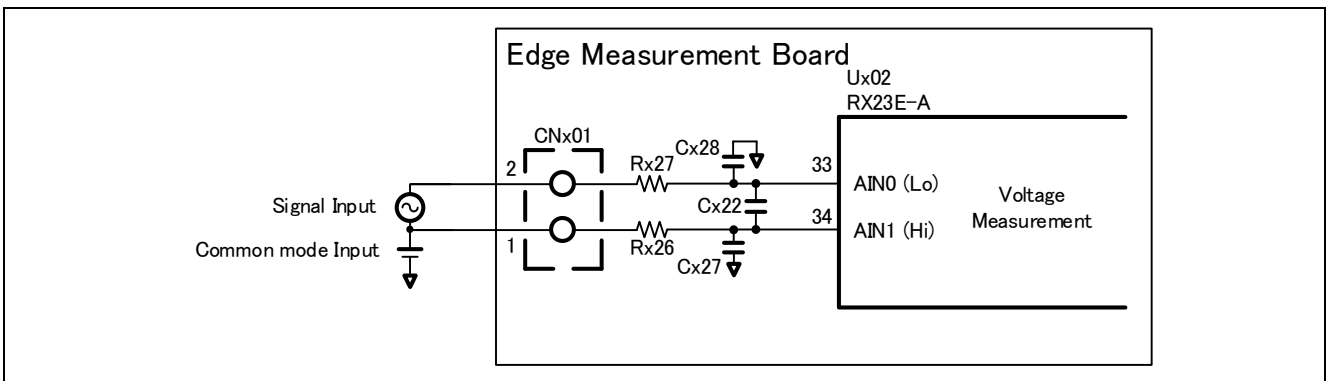 Edge Measurement Board
Ux02
RX23E-A
CNx01
Cx28
Rx27
2
33
AIN0 (Lo)
Voltage
Measurement
Signal Input
Cx22
34
AIN1 (Hi)
Common mode Input
1
Rx26
Cx27